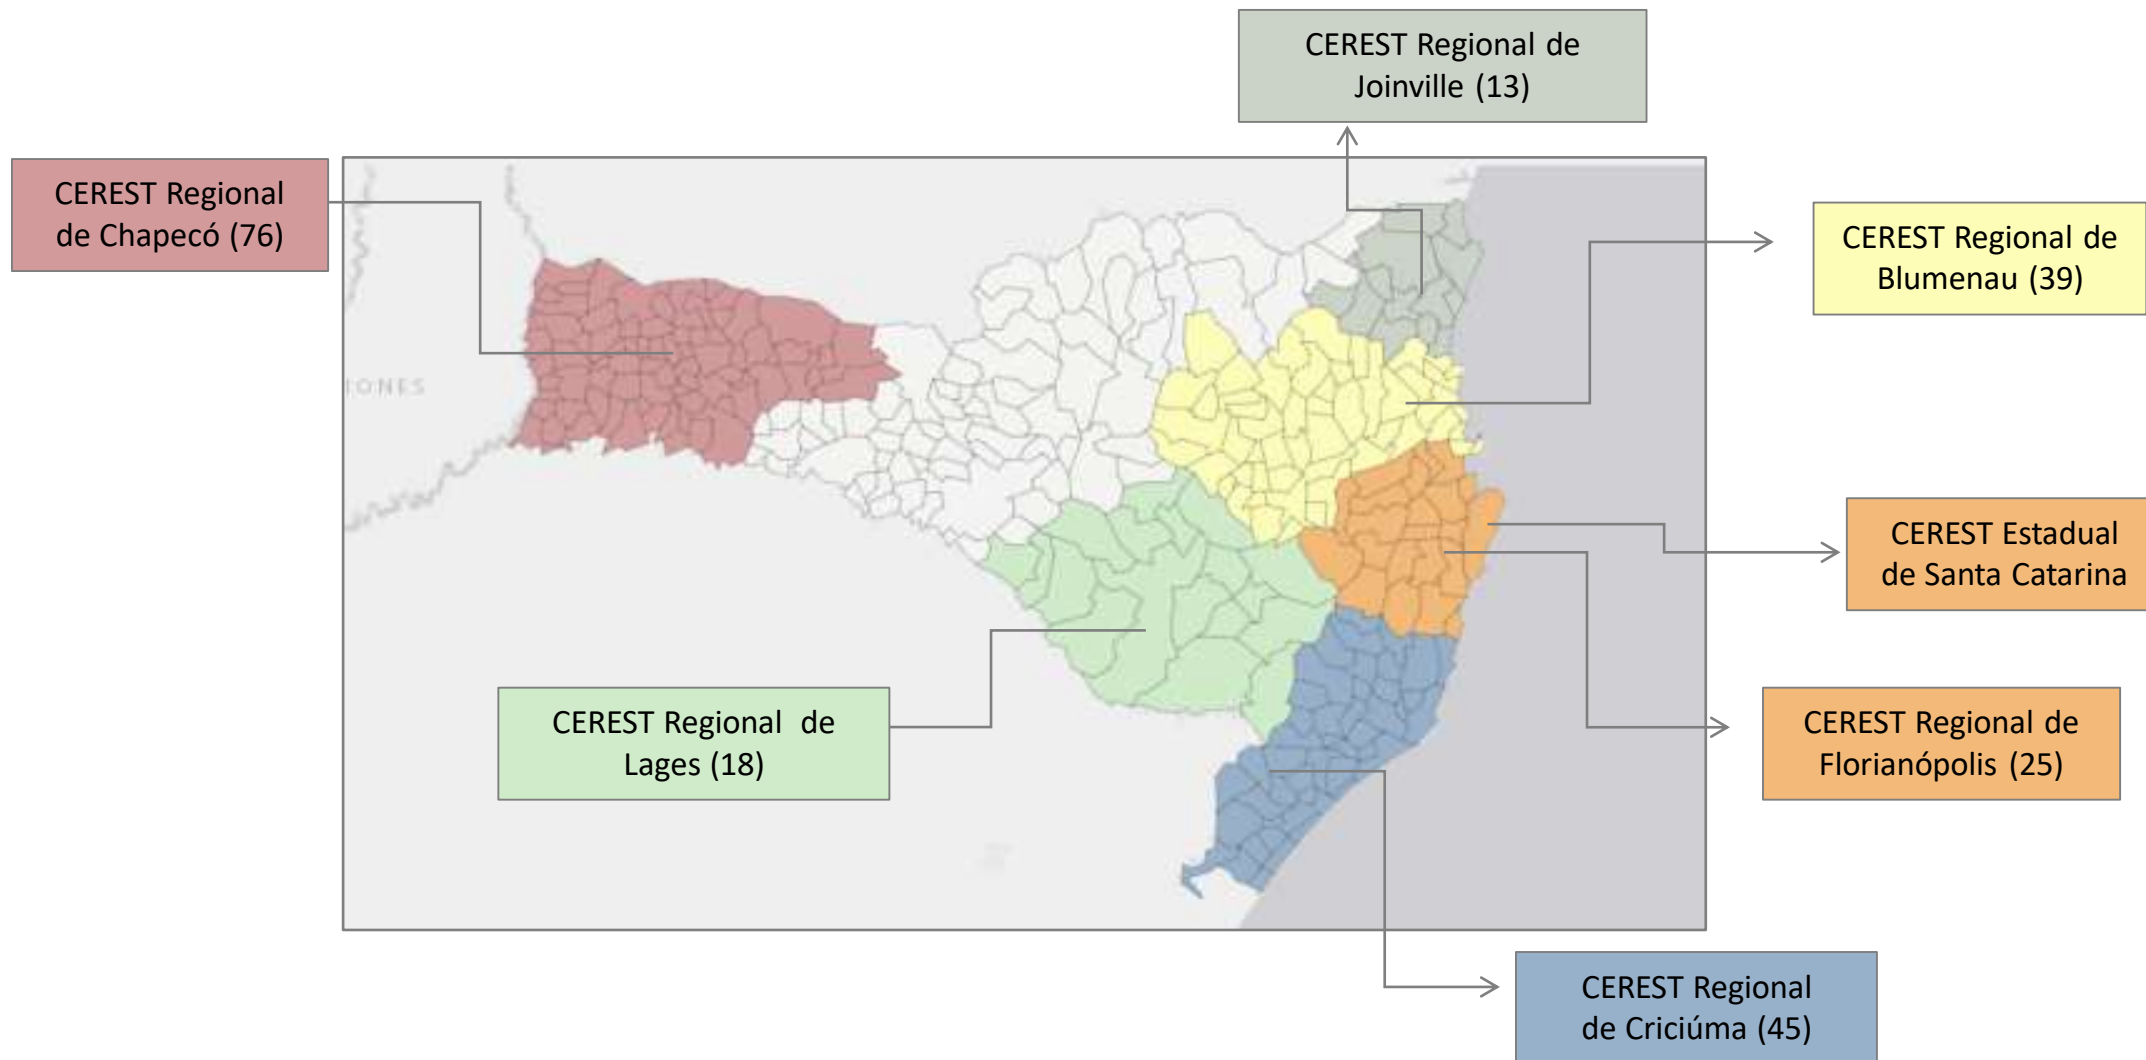 CEREST Regional de
Joinville (13)
CEREST Regional
de Chapecó (76)
CEREST Regional de
Blumenau (39)
IONES
CEREST Estadual
de Santa Catarina
CEREST Regional de
Lages (18)
CEREST Regional de
Florianópolis (25)
CEREST Regional
de Criciúma (45)